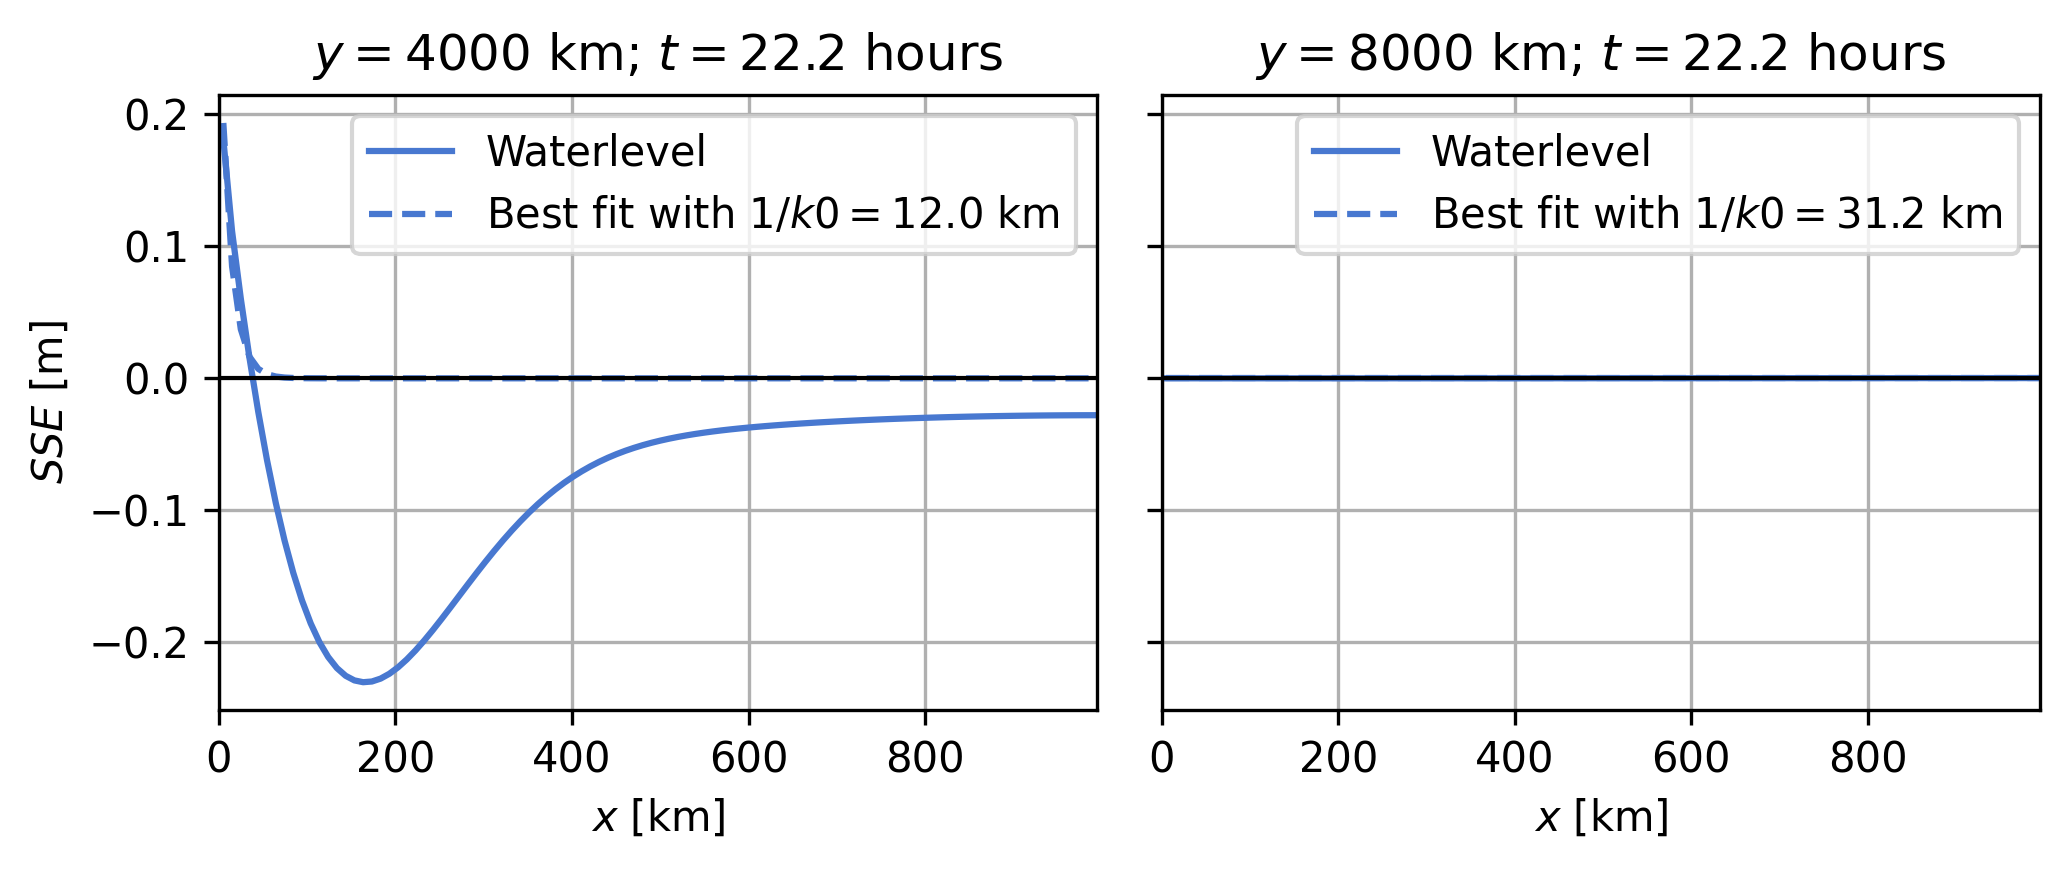 y = 4000 km; t = 22.2 hours
y = 8000 km; t = 22.2 hours
0.2
0.1
0.0
−0.1
−0.2
SSE [m]
Waterlevel
Best fit with 1/k0 = 12.0 km
Waterlevel
Best fit with 1/k0 = 31.2 km
0 200 400 600 800
0 200 400 600 800
x [km]
x [km]